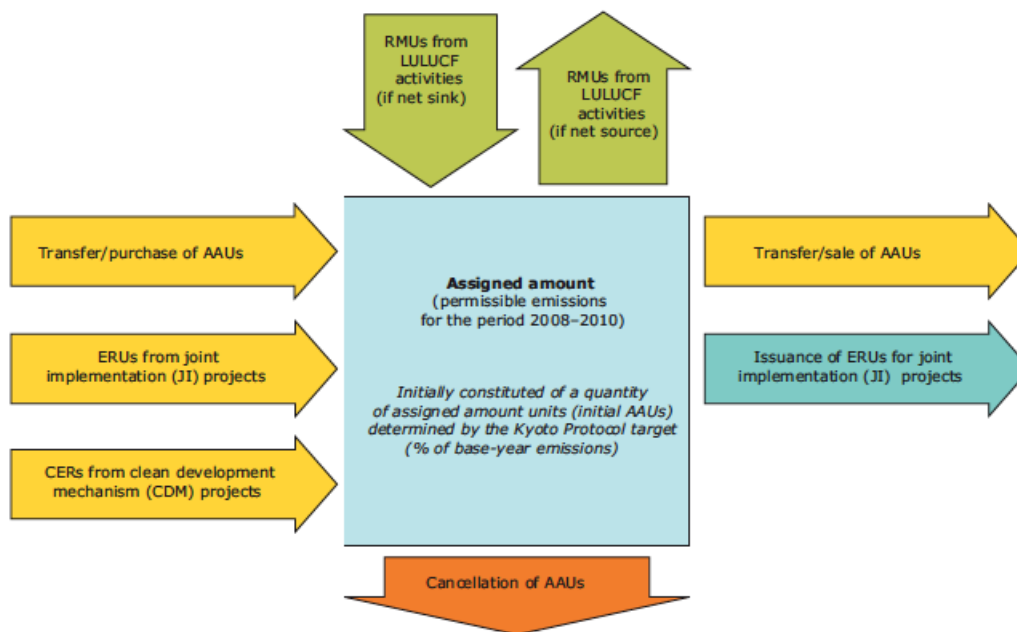 RMUs from
LULUCF
activities
(if net sink)
RMUs from
LULUCF
activities
(if net source)
Transfer/purchase of AAUs
Transfer/sale of AAUs
Assigned amount
(permissible emissions
for the period 2008–2010)
ERUs from joint
implementation (JI) projects
Issuance of ERUs for joint
implementation (JI) projects
Initially constituted of a quantity
of assigned amount units (initial AAUs)
determined by the Kyoto Protocol target
(% of base-year emissions)
CERs from clean development
mechanism (CDM) projects
Cancellation of AAUs